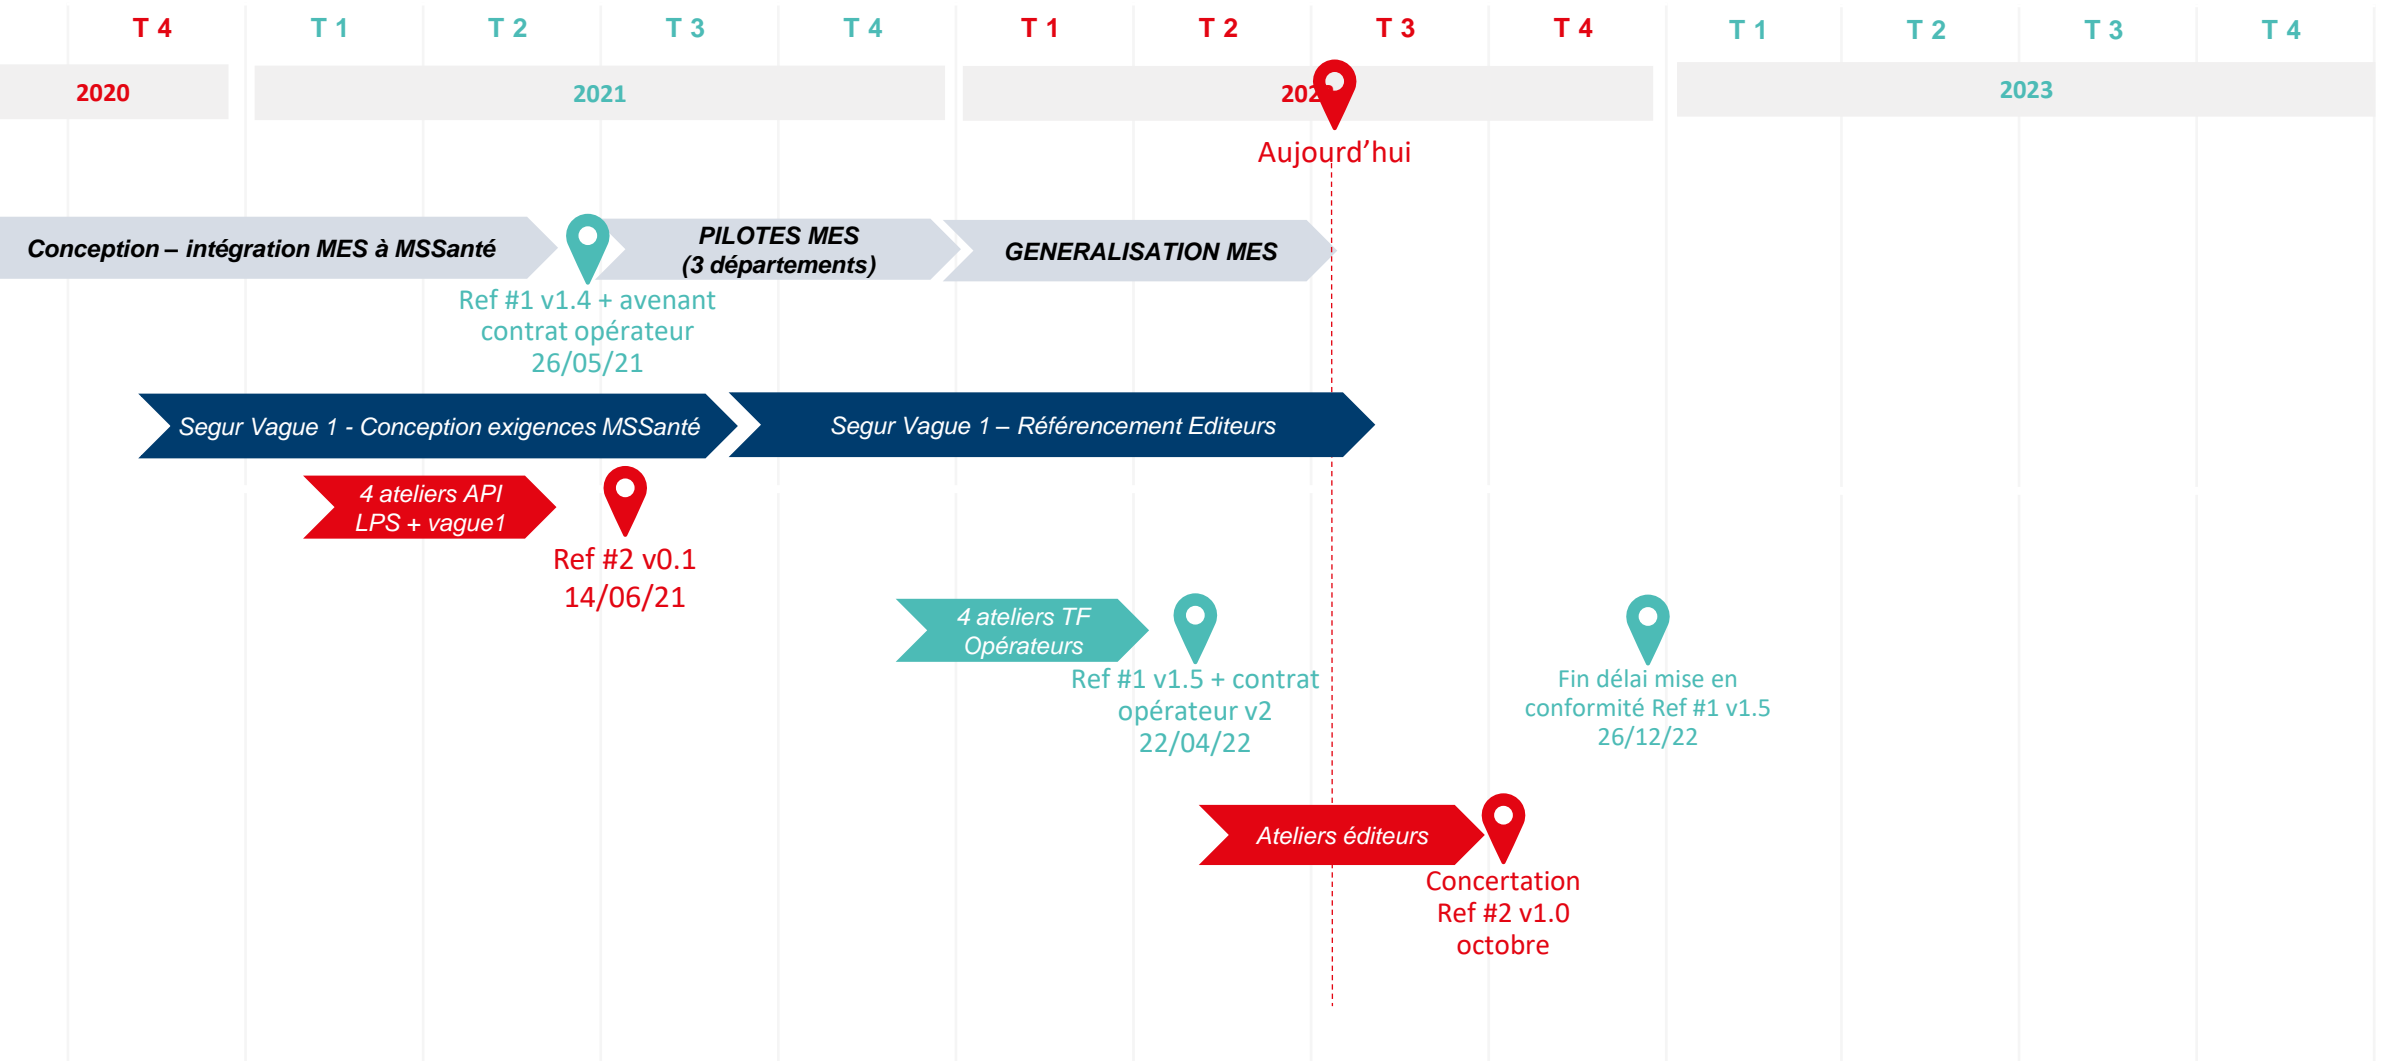 T 4
T 1
T 2
T 3
T 4
T 1
T 2
T 3
T 4
T 1
T 2
T 3
T 4
2020
2021
202
2023
Aujourd’hui
Conception – intégration MES à MSSanté
PILOTES MES
(3 départements)
GENERALISATION MES
Ref #1 v1.4 + avenant
contrat opérateur
26/05/21
Segur Vague 1 - Conception exigences MSSanté
Segur Vague 1 – Référencement Editeurs
4 ateliers API
LPS + vague1
Ref #2 v0.1
14/06/21
4 ateliers TF
Opérateurs
Ref #1 v1.5 + contrat
opérateur v2
22/04/22
Fin délai mise en
conformité Ref #1 v1.5
26/12/22
Ateliers éditeurs
Concertation
Ref #2 v1.0
octobre